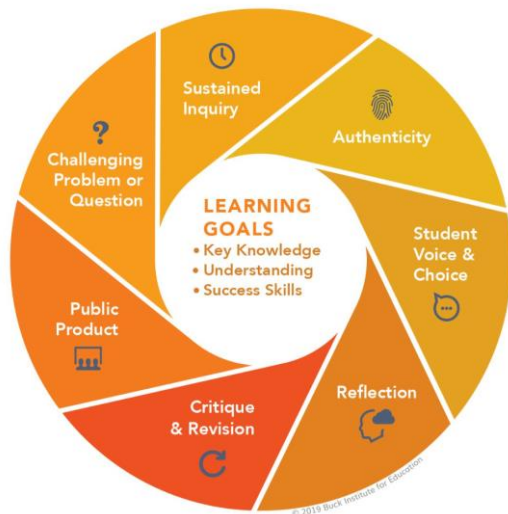 Sustained
Inquiry
Authenticity
?
Challenging
Problem or
Question
LEARNING
GOALS
• Key Knowledge
• Understanding
• Success Skills
Student
Voice &
Choice
Public
Product
Reflection
Critique
& Revision
© 2019 Buck Institute for Education